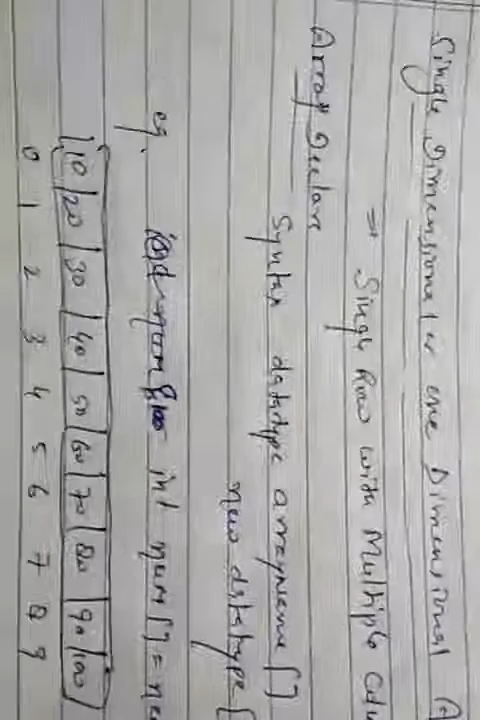 Single Dimensional or one Dimensional A
⇒ Single Row with Multiple Colu
Array Declare
Syntax datatype arrayname []
new datatype [
eg. int num [] = ne
10 20 30 40 50 60 70 80 90 100
0 1 2 3 4 5 6 7 8 9